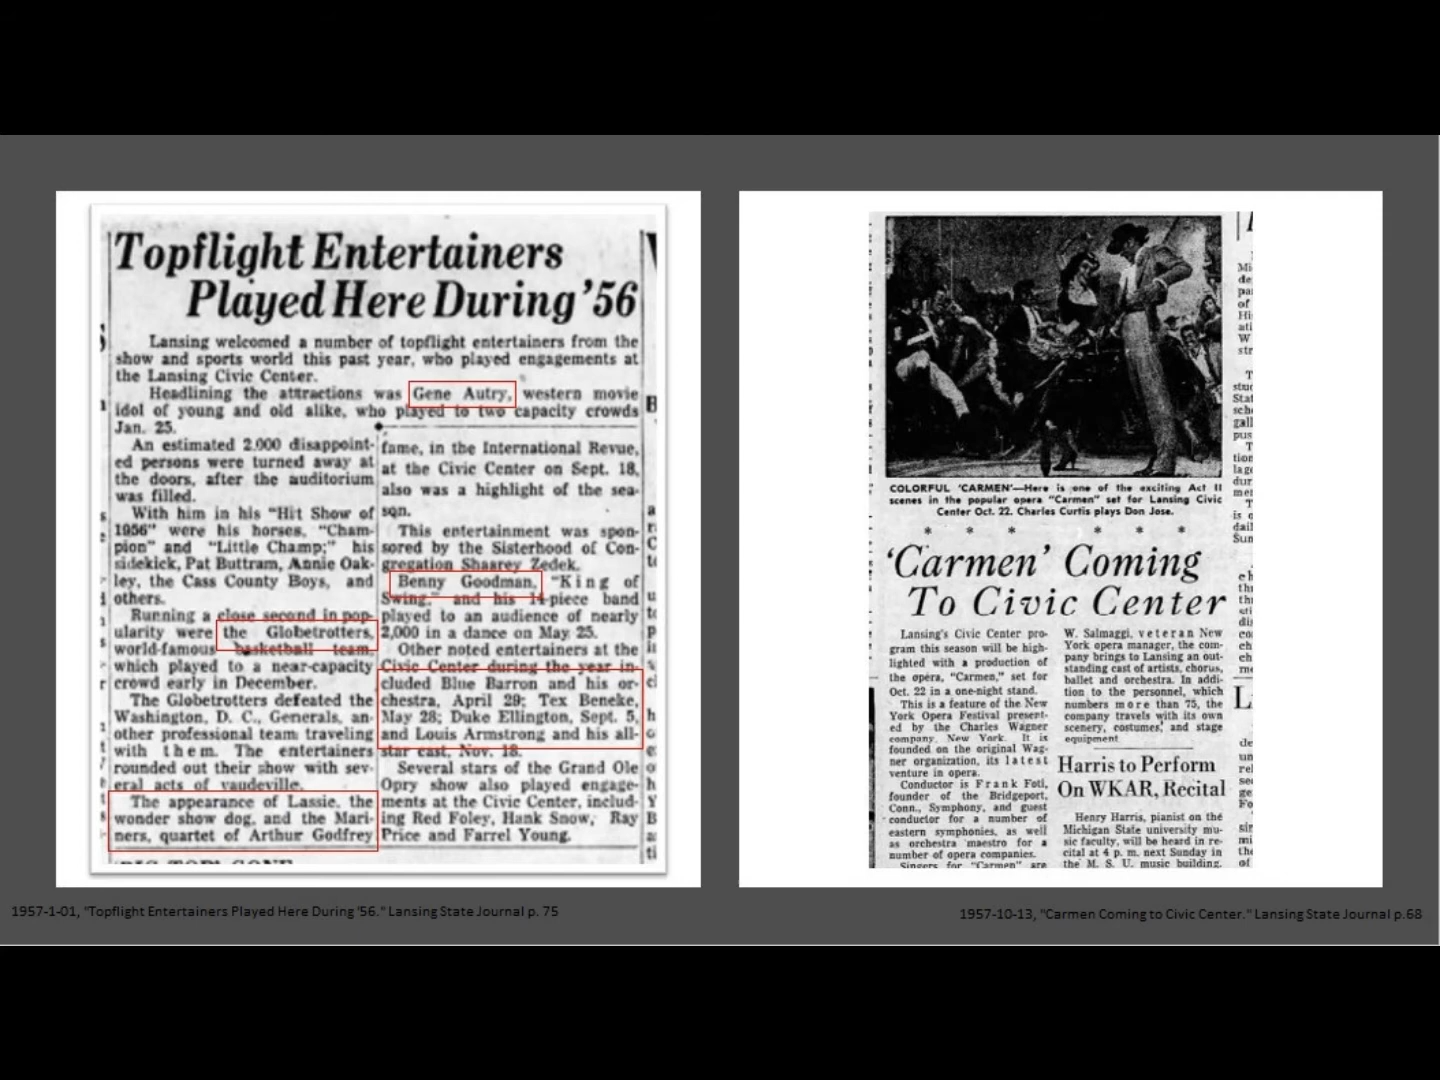 Topflight Entertainers
Played Here During '56
Lansing welcomed a number of topflight entertainers from the
show and sports world this past year, who played engagements at
the Lansing Civic Center.
Headlining the attractions was Gene Autry, western movie
idol of young and old alike, who played to two capacity crowds
Jan. 25.
An estimated 2,000 disappoint-
ed persons were turned away at
the doors, after the auditorium
was filled.
With him in his "Hit Show of
1956" were his horses, "Cham-
pion" and "Little Champ;" his
sidekick, Pat Buttram, Annie Oak-
ley, the Cass County Boys, and
others.
Running a close second in pop-
ularity were the Globetrotters,
world-famous basketball team,
which played to a near-capacity
crowd early in December.
The Globetrotters defeated the
Washington, D. C., Generals, an-
other professional team traveling
with them. The entertainers
rounded out their show with sev-
eral acts of vaudeville.
The appearance of Lassie, the
wonder show dog, and the Mari-
ners, quartet of Arthur Godfrey
fame, in the International Revue,
at the Civic Center on Sept. 18,
also was a highlight of the sea-
son.
This entertainment was spon-
sored by the Sisterhood of Con-
gregation Shaarey Zedek.
Benny Goodman, "King of
Swing," and his 14-piece band
played to an audience of nearly
2,000 in a dance on May 25.
Other noted entertainers at the
Civic Center during the year in-
cluded Blue Barron and his or-
chestra, April 29; Tex Beneke,
May 28; Duke Ellington, Sept. 5,
and Louis Armstrong and his all-
star cast, Nov. 18.
Several stars of the Grand Ole
Opry show also played engage-
ments at the Civic Center, includ-
ing Red Foley, Hank Snow, Ray
Price and Farrel Young.
1957-1-01, "Topflight Entertainers Played Here During '56." Lansing State Journal p. 75
COLORFUL 'CARMEN'—Here is one of the exciting Act II
scenes in the popular opera "Carmen" set for Lansing Civic
Center Oct. 22. Charles Curtis plays Don Jose.
* * * * * *
'Carmen' Coming
To Civic Center
Lansing's Civic Center pro-
gram this season will be high-
lighted with a production of
the opera, "Carmen," set for
Oct. 22 in a one-night stand.
This is a feature of the New
York Opera Festival present-
ed by the Charles Wagner
company, New York. It is
founded on the original Wag-
ner organization, its latest
venture in opera.
Conductor is Frank Foti,
founder of the Bridgeport,
Conn., Symphony, and guest
conductor for a number of
eastern symphonies, as well
as orchestra maestro for a
number of opera companies.
Singers for "Carmen" are
W. Salmaggi, veteran New
York opera manager, the com-
pany brings to Lansing an out-
standing cast of artists, chorus,
ballet and orchestra. In addi-
tion to the personnel, which
numbers more than 75, the
company travels with its own
scenery, costumes, and stage
equipment.
Harris to Perform
On WKAR, Recital
Henry Harris, pianist on the
Michigan State university mu-
sic faculty, will be heard in re-
cital at 4 p. m. next Sunday in
the M. S. U. music building.
1957-10-13, "Carmen Coming to Civic Center." Lansing State Journal p.68